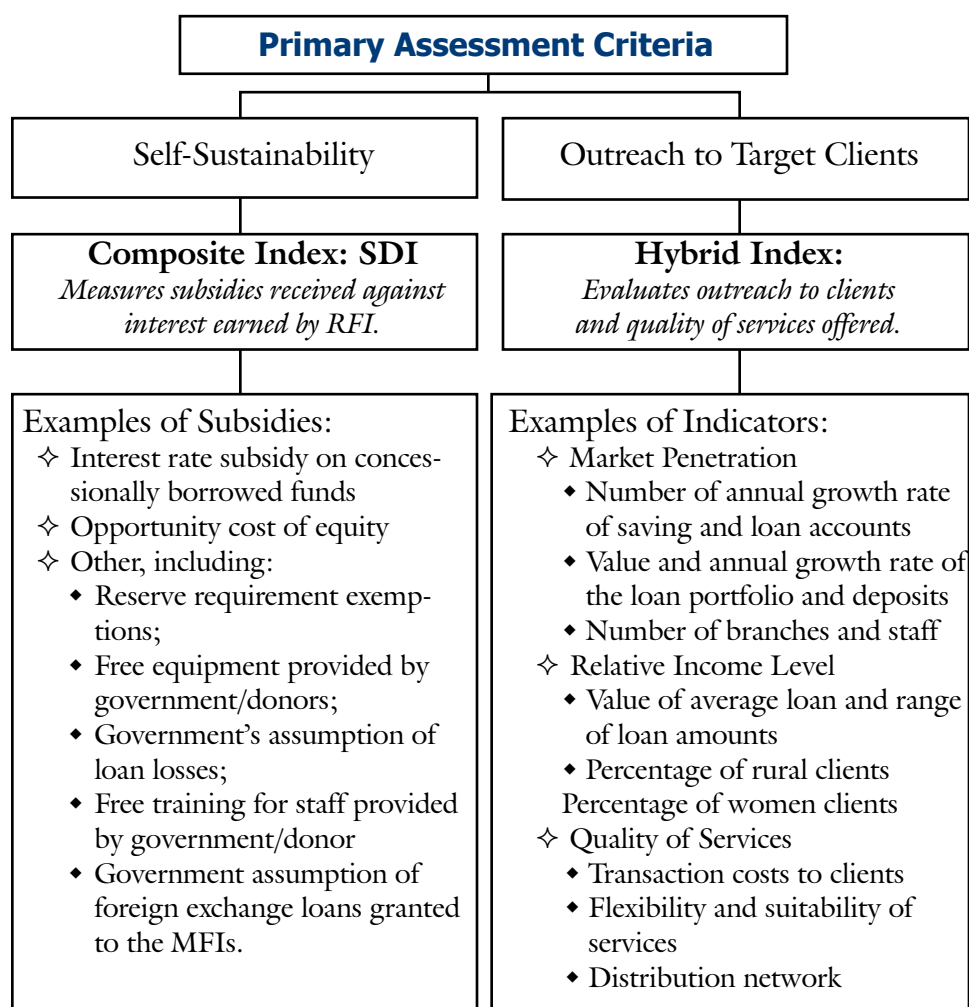 Primary Assessment Criteria
Self-Sustainability
Outreach to Target Clients
Composite Index: SDI
Measures subsidies received against
interest earned by RFI.
Hybrid Index:
Evaluates outreach to clients
and quality of services offered.
Examples of Subsidies:
✧ Interest rate subsidy on conces-
sionally borrowed funds
✧ Opportunity cost of equity
✧ Other, including:
◆ Reserve requirement exemp-
tions;
◆ Free equipment provided by
government/donors;
◆ Government’s assumption of
loan losses;
◆ Free training for staff provided
by government/donor
◆ Government assumption of
foreign exchange loans granted
to the MFIs.
Examples of Indicators:
✧ Market Penetration
◆ Number of annual growth rate
of saving and loan accounts
◆ Value and annual growth rate of
the loan portfolio and deposits
◆ Number of branches and staff
✧ Relative Income Level
◆ Value of average loan and range
of loan amounts
◆ Percentage of rural clients
Percentage of women clients
✧ Quality of Services
◆ Transaction costs to clients
◆ Flexibility and suitability of
services
◆ Distribution network